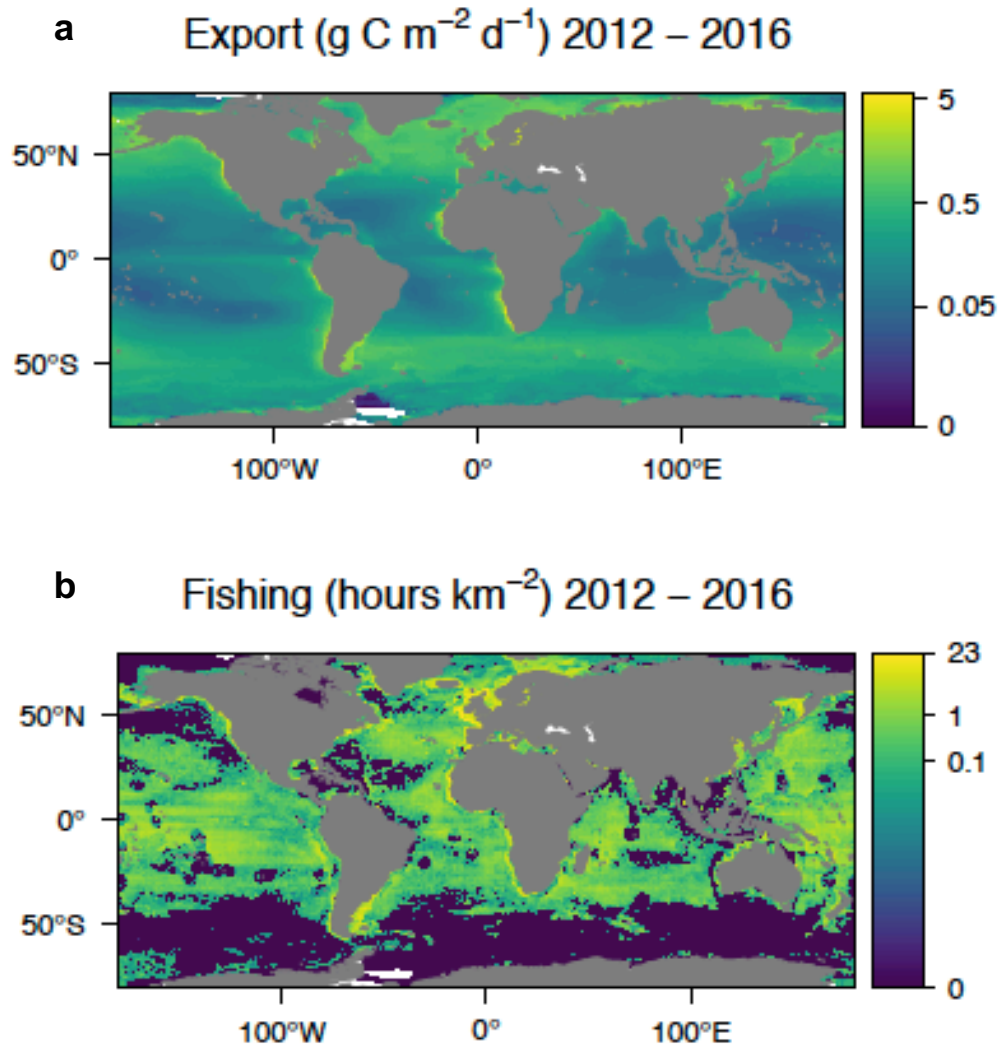 a
Export (g C m⁻² d⁻¹) 2012 – 2016
5
50°N
0.5
0°
0.05
50°S
0
100°W 0° 100°E
b
Fishing (hours km⁻²) 2012 – 2016
23
50°N
1
0.1
0°
50°S
0
100°W 0° 100°E